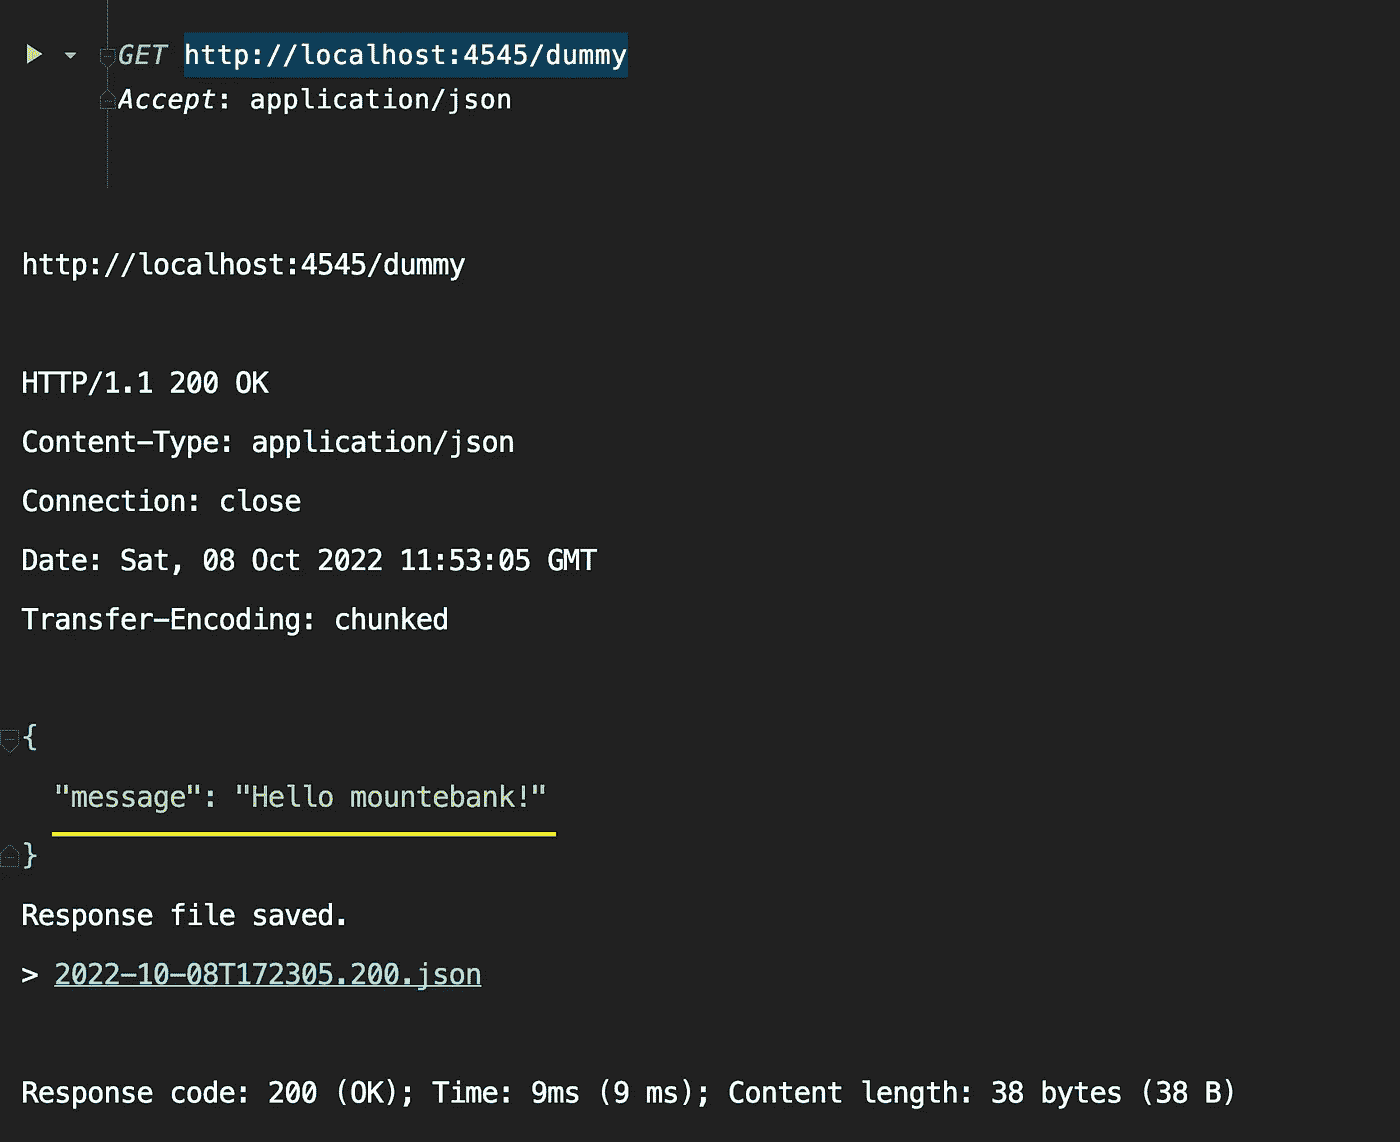 GET http://localhost:4545/dummy
Accept: application/json
http://localhost:4545/dummy
HTTP/1.1 200 OK
Content-Type: application/json
Connection: close
Date: Sat, 08 Oct 2022 11:53:05 GMT
Transfer-Encoding: chunked
{
"message": "Hello mountebank!"
}
Response file saved.
> 2022-10-08T172305.200.json
Response code: 200 (OK); Time: 9ms (9 ms); Content length: 38 bytes (38 B)